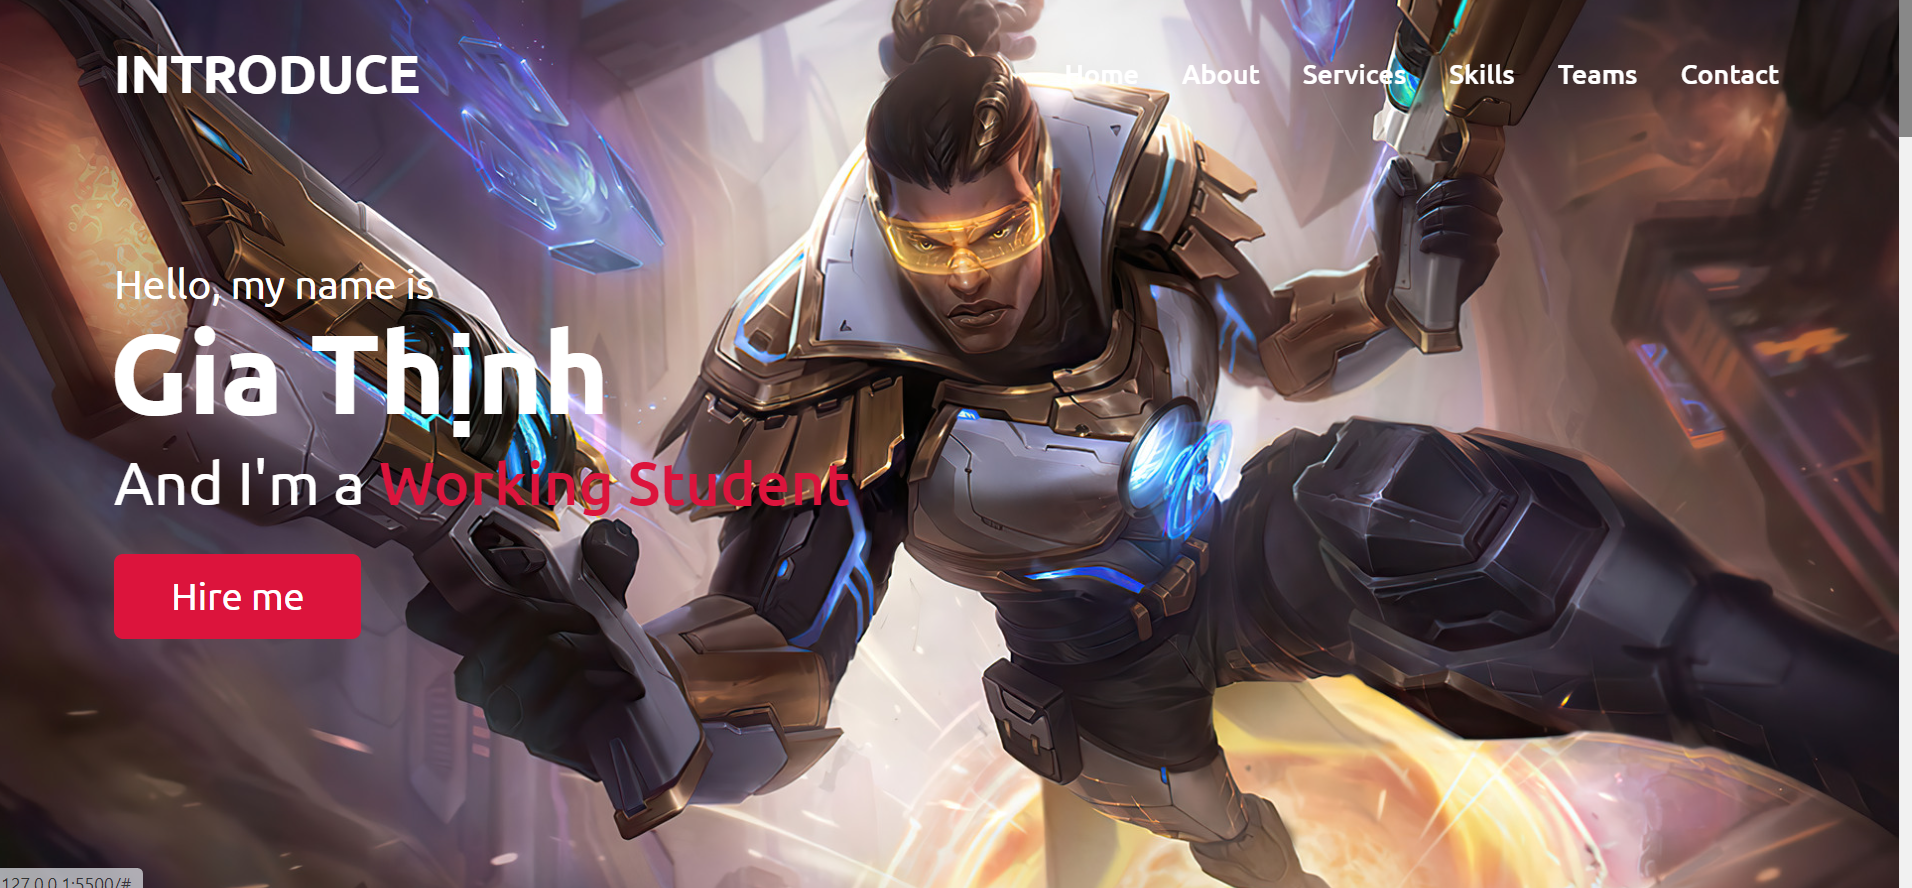 INTRODUCE
Home About Services Skills Teams Contact
Hello, my name is
Gia Thịnh
And I'm a Working Student
Hire me
127.0.0.1:5500/#